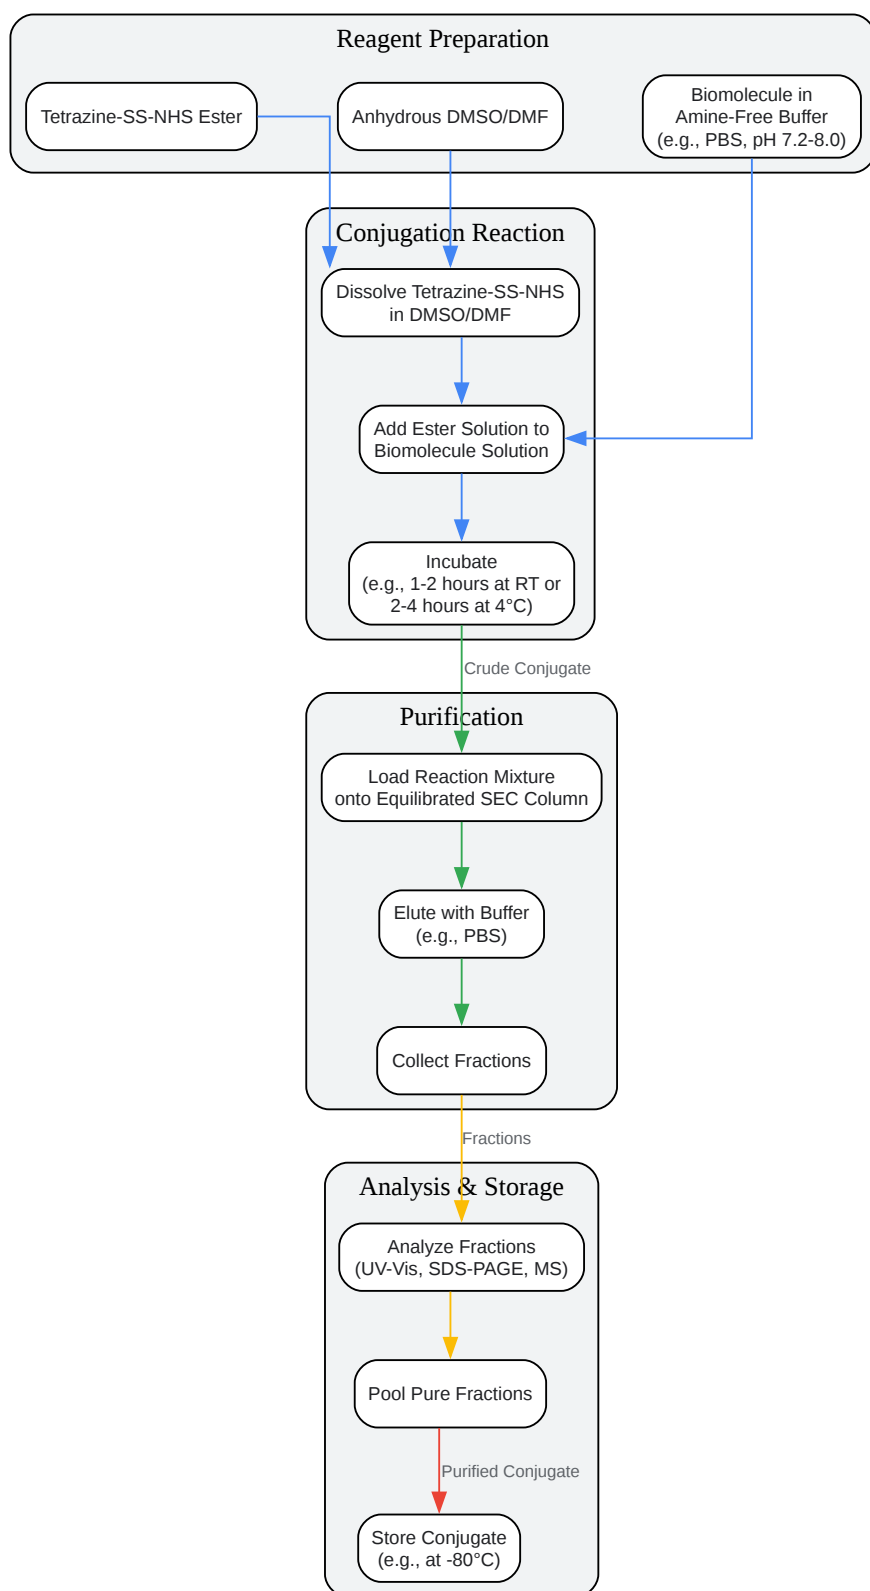 Reagent Preparation
Tetrazine-SS-NHS Ester
Anhydrous DMSO/DMF
Biomolecule in
Amine-Free Buffer
(e.g., PBS, pH 7.2-8.0)
Conjugation Reaction
Dissolve Tetrazine-SS-NHS
in DMSO/DMF
Add Ester Solution to
Biomolecule Solution
Incubate
(e.g., 1-2 hours at RT or
2-4 hours at 4°C)
Crude Conjugate
Purification
Load Reaction Mixture
onto Equilibrated SEC Column
Elute with Buffer
(e.g., PBS)
Collect Fractions
Fractions
Analysis & Storage
Analyze Fractions
(UV-Vis, SDS-PAGE, MS)
Pool Pure Fractions
Purified Conjugate
Store Conjugate
(e.g., at -80°C)